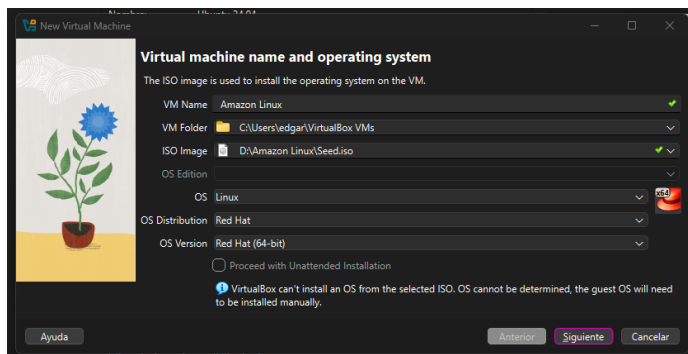 New Virtual Machine
Virtual machine name and operating system
The ISO image is used to install the operating system on the VM.
VM Name Amazon Linux
VM Folder C:\Users\edgar\VirtualBox VMs
ISO Image D:\Amazon Linux\Seed.iso
OS Edition
OS Linux
x64
OS Distribution Red Hat
OS Version Red Hat (64-bit)
Proceed with Unattended Installation
VirtualBox can't install an OS from the selected ISO. OS cannot be determined, the guest OS will need
to be installed manually.
Ayuda Anterior Siguiente Cancelar